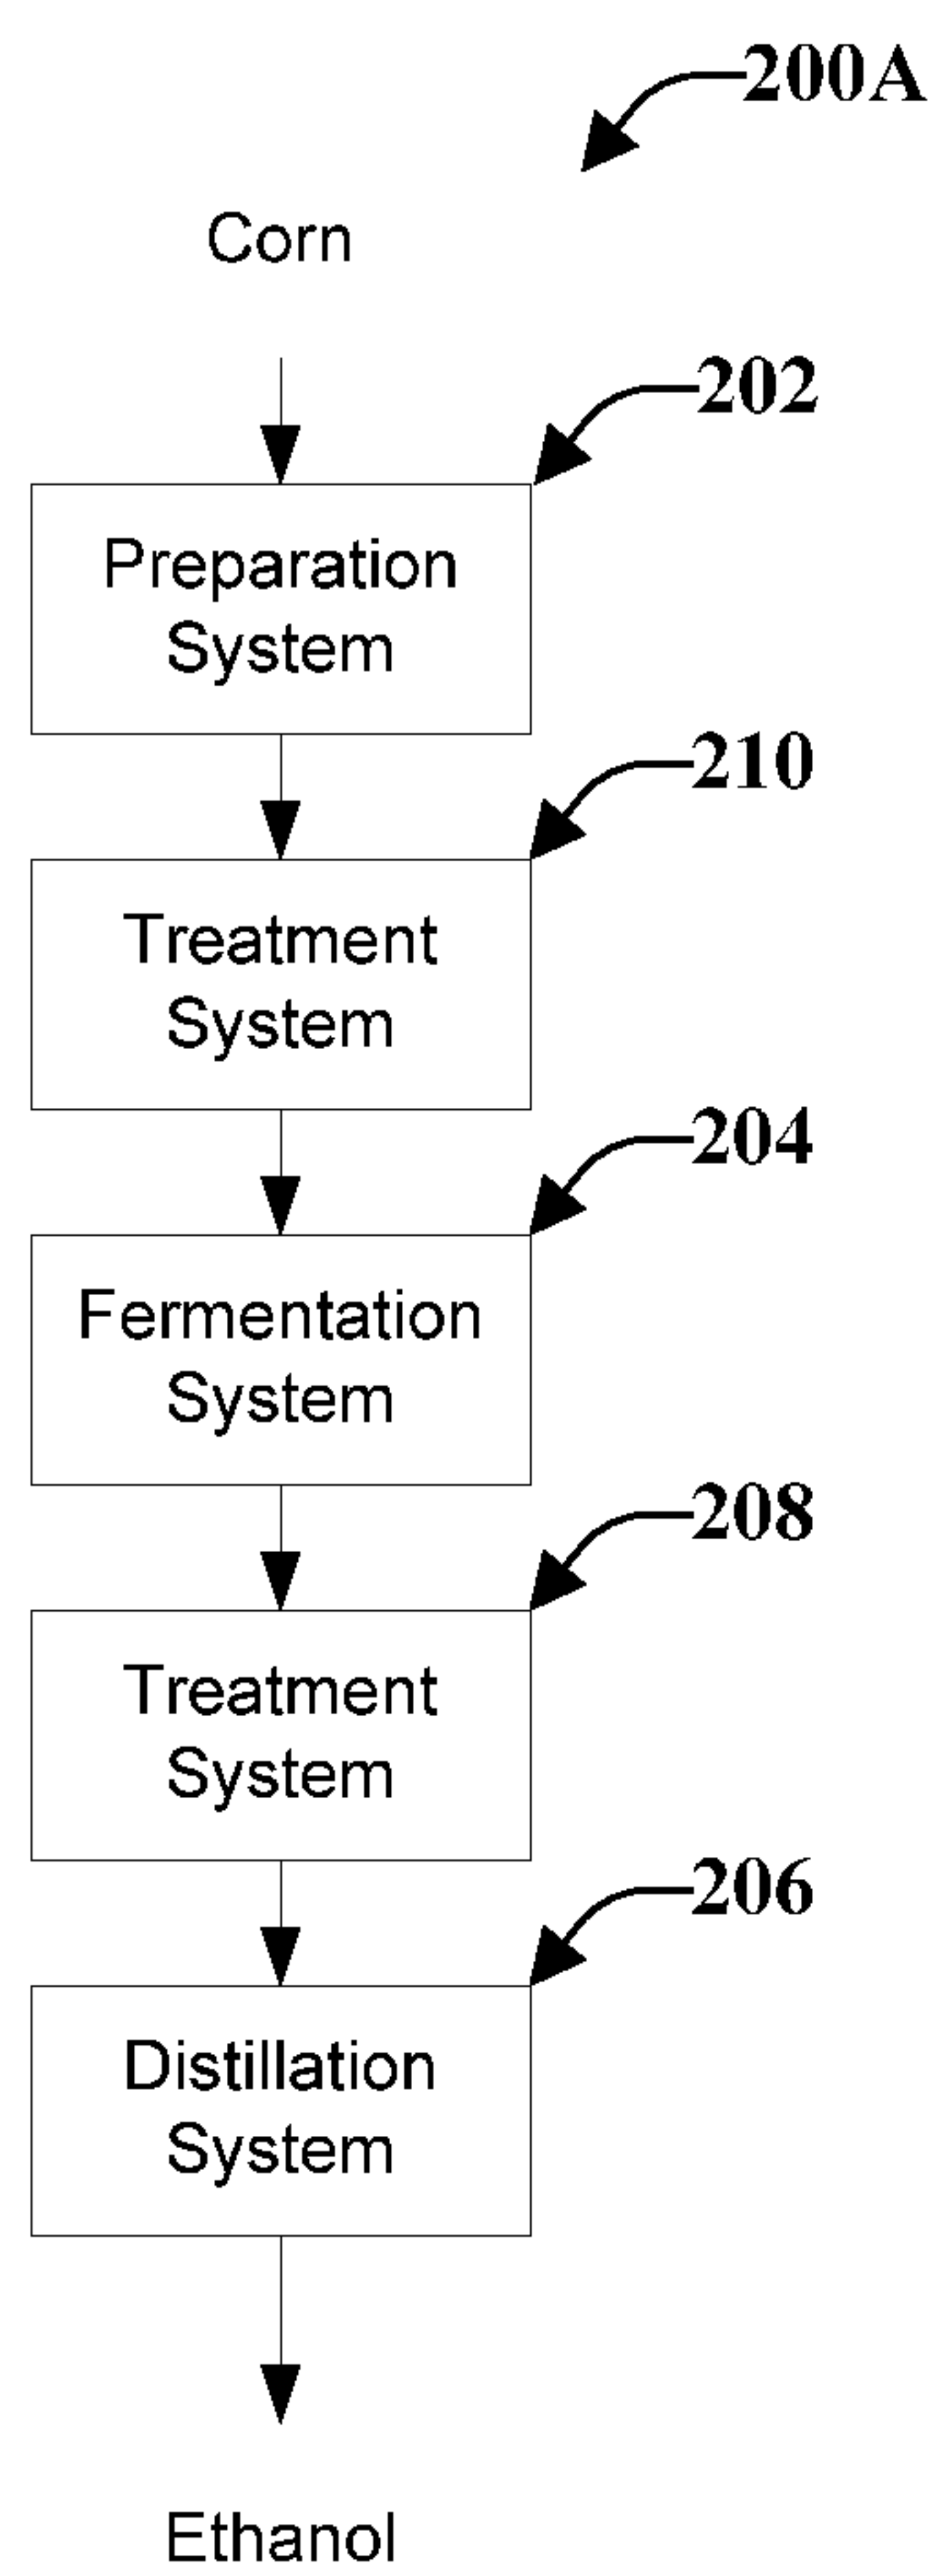 200A
Corn
202
Preparation
System
210
Treatment
System
204
Fermentation
System
208
Treatment
System
206
Distillation
System
Ethanol